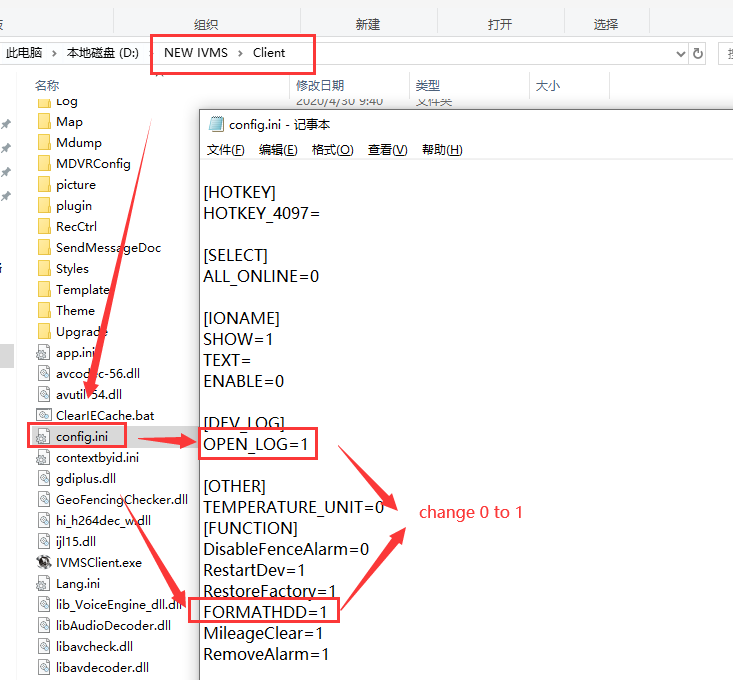 组织
新建
打开
选择
此电脑 › 本地磁盘 (D:) › NEW IVMS › Client
名称
修改日期
类型
大小
Log
2020/4/30 9:40
文件夹
Map
Mdump
MDVRConfig
picture
plugin
RecCtrl
SendMessageDoc
Styles
Template
Theme
Upgrade
app.ini
avcodec-56.dll
avutil-54.dll
ClearIECache.bat
config.ini
contextbyid.ini
gdiplus.dll
GeoFencingChecker.dll
hi_h264dec_w.dll
ijl15.dll
IVMSClient.exe
Lang.ini
lib_VoiceEngine_dll.dll
libAudioDecoder.dll
libavcheck.dll
libavdecoder.dll
config.ini - 记事本
文件(F) 编辑(E) 格式(O) 查看(V) 帮助(H)
[HOTKEY]
HOTKEY_4097=
[SELECT]
ALL_ONLINE=0
[IONAME]
SHOW=1
TEXT=
ENABLE=0
[DEV_LOG]
OPEN_LOG=1
[OTHER]
TEMPERATURE_UNIT=0
[FUNCTION]
DisableFenceAlarm=0
RestartDev=1
RestoreFactory=1
FORMATHDD=1
MileageClear=1
RemoveAlarm=1
change 0 to 1